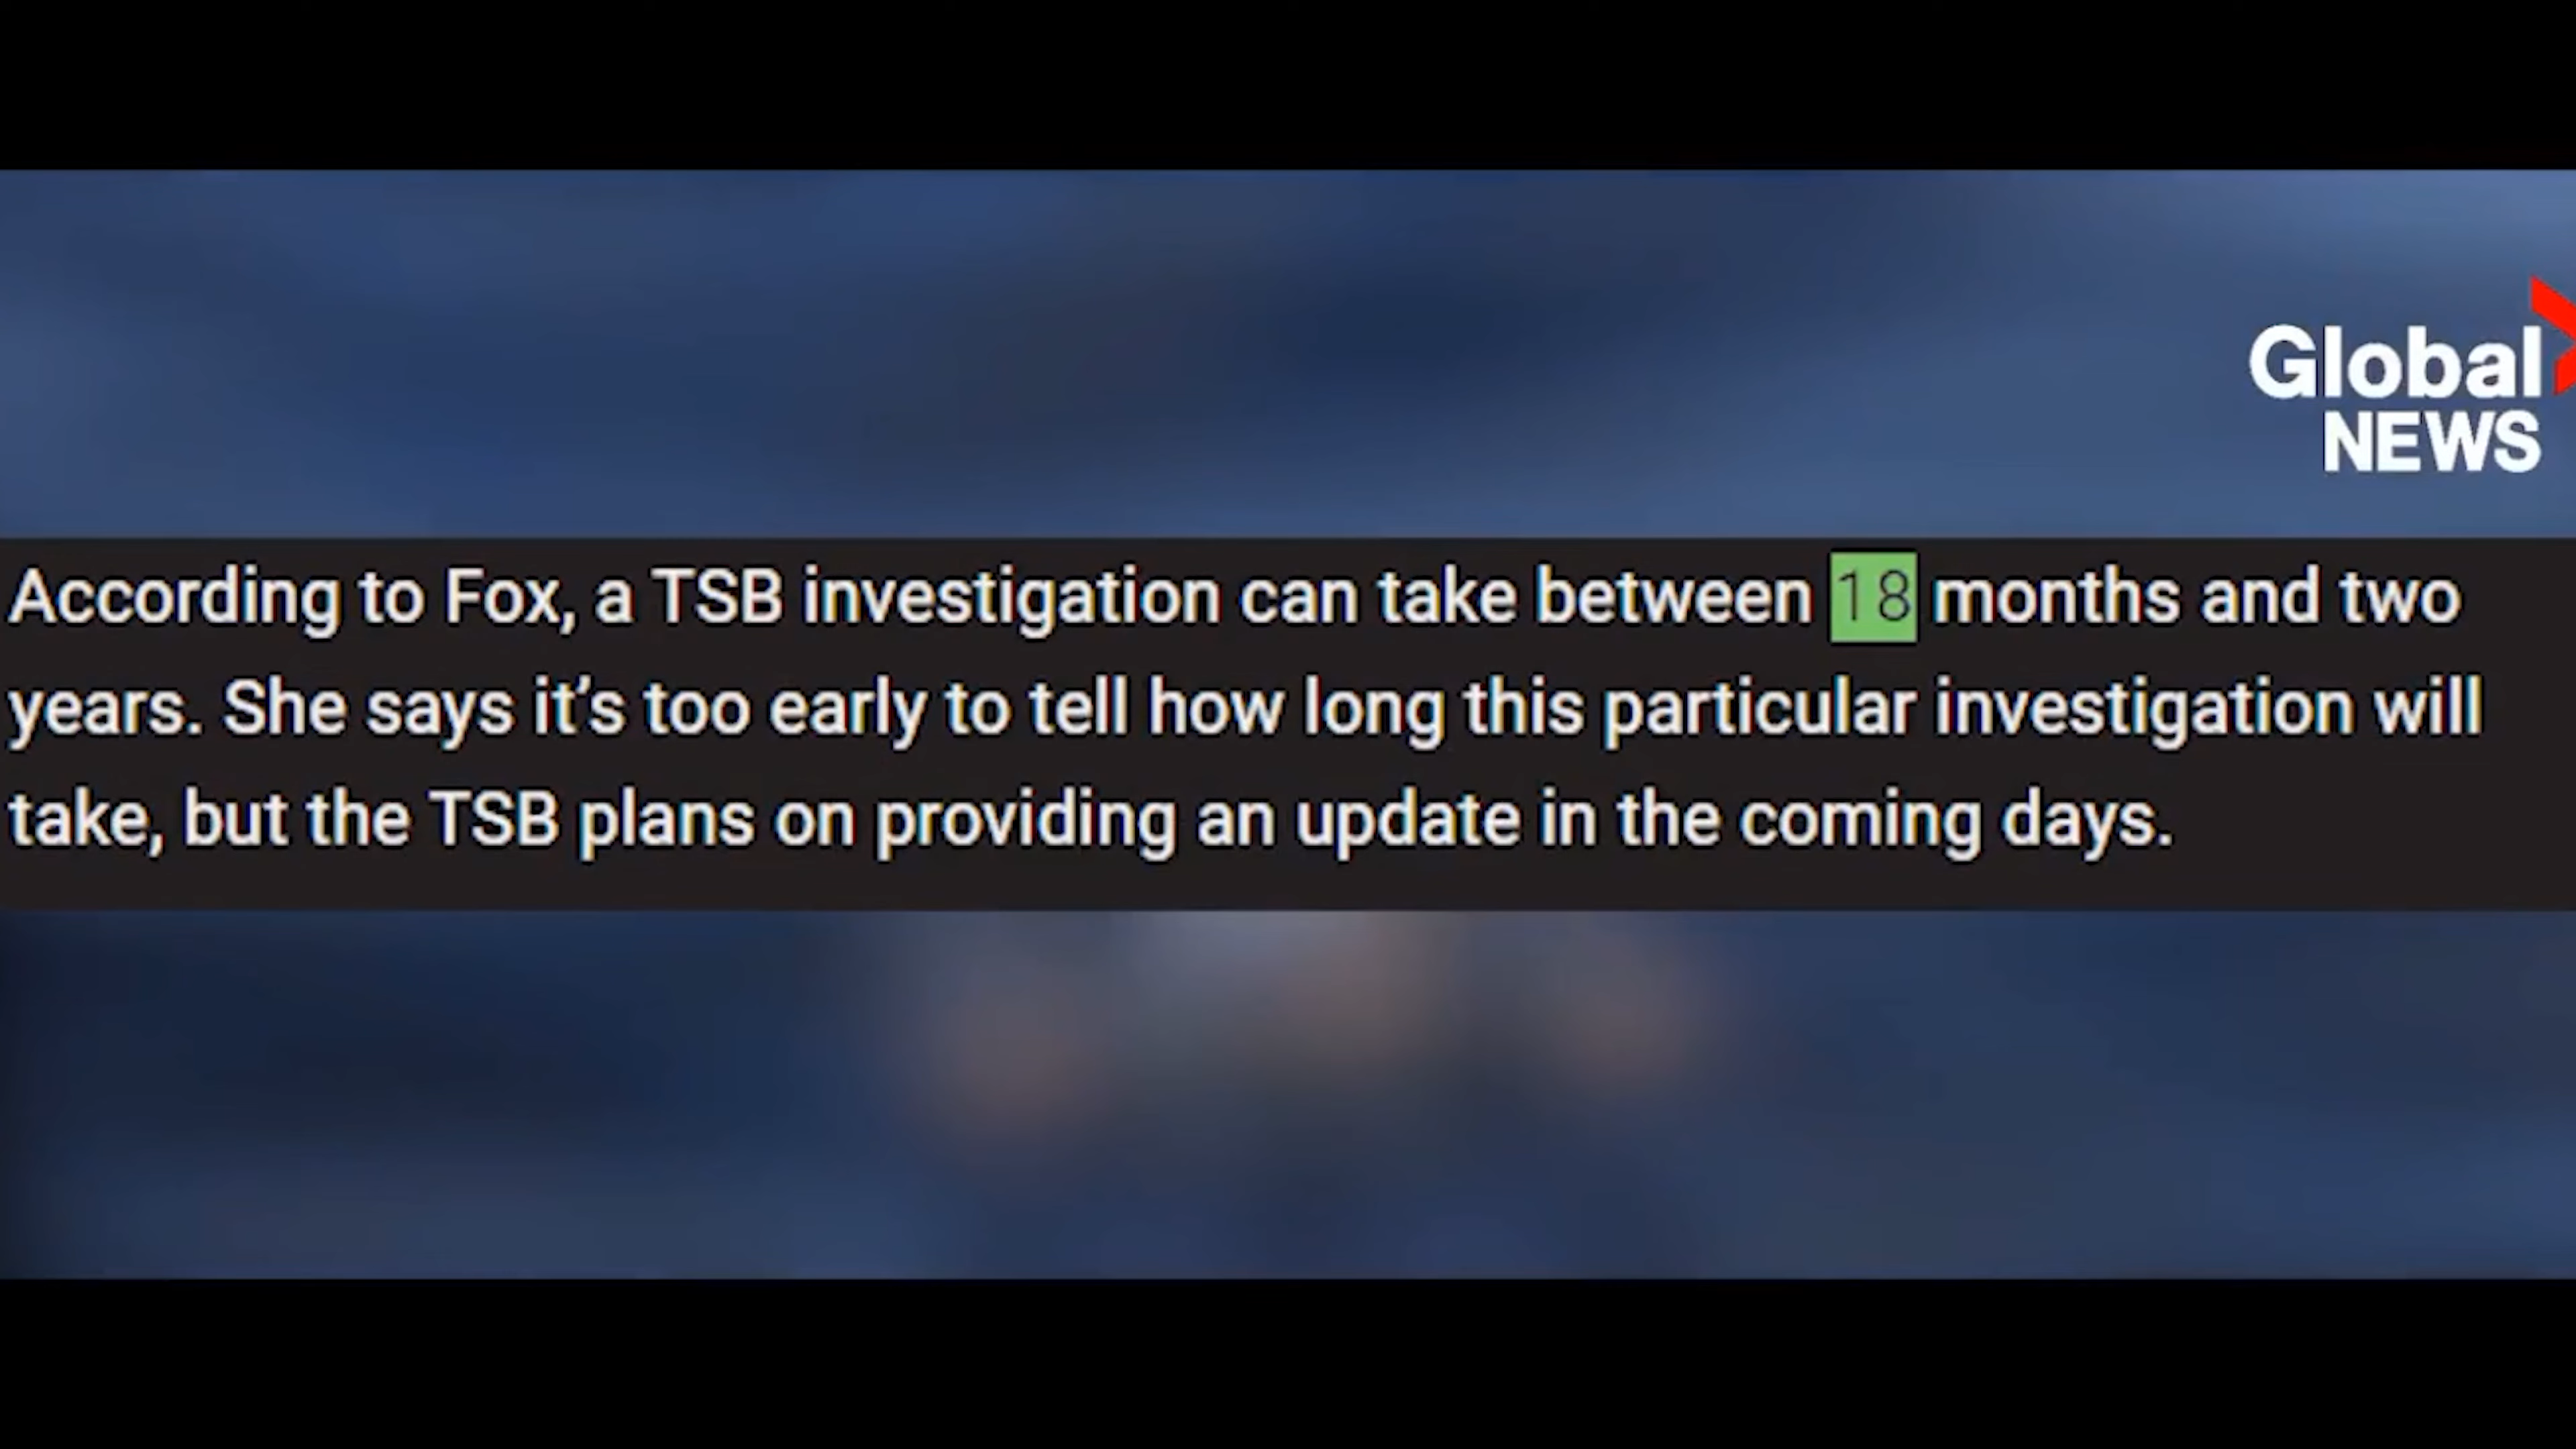 Global
NEWS
According to Fox, a TSB investigation can take between 18 months and two
years. She says it’s too early to tell how long this particular investigation will
take, but the TSB plans on providing an update in the coming days.